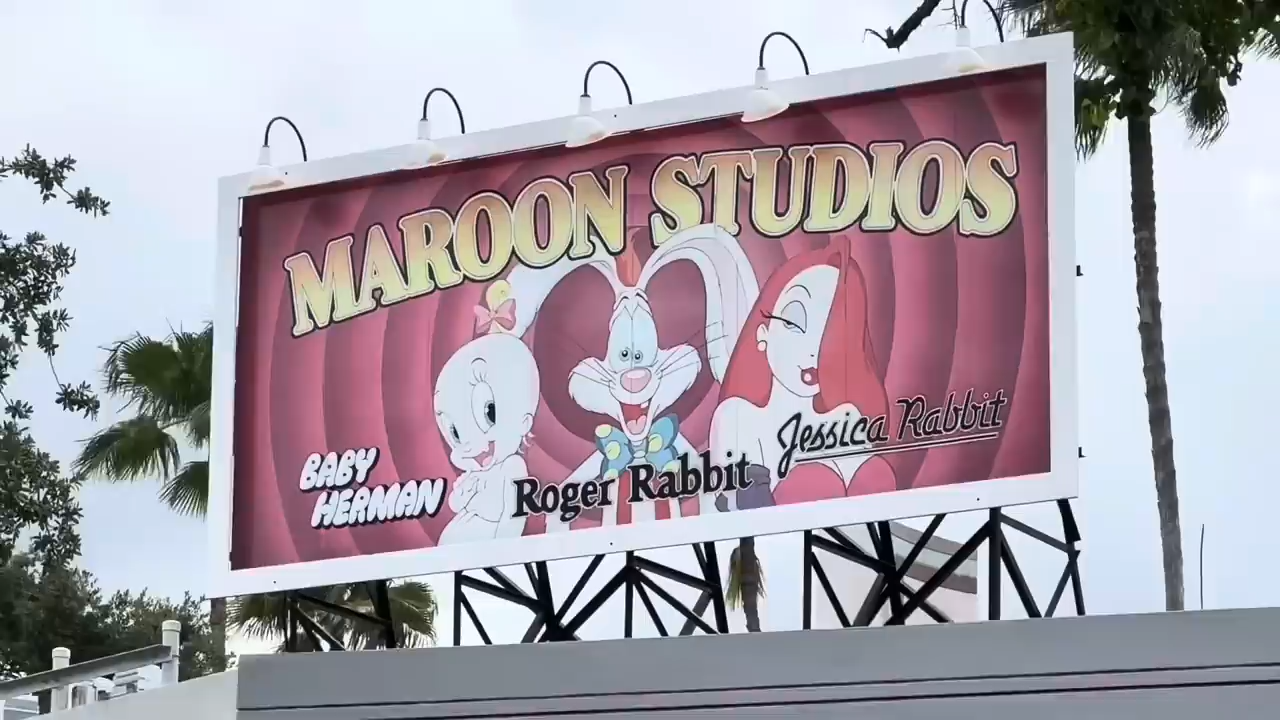 MAROON STUDIOS
BABY
HERMAN
Roger Rabbit
Jessica Rabbit